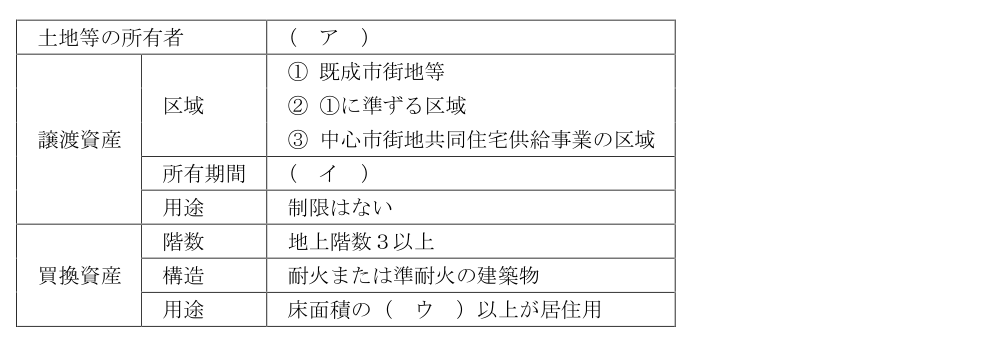 土地等の所有者 （　ア　）
譲渡資産 区域 ① 既成市街地等
② ①に準ずる区域
③ 中心市街地共同住宅供給事業の区域
所有期間 （　イ　）
用途 制限はない
買換資産 階数 地上階数３以上
構造 耐火または準耐火の建築物
用途 床面積の（　ウ　）以上が居住用